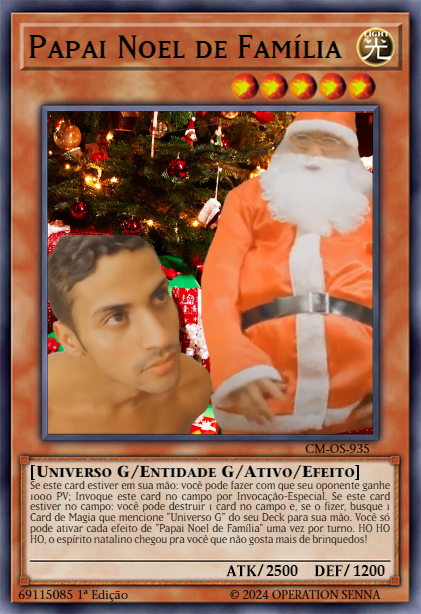 Papai Noel de Família
LIGHT
光
CM-OS-935
[Universo G/Entidade G/Ativo/Efeito]
Se este card estiver em sua mão: você pode fazer com que seu oponente ganhe
1000 PV; Invoque este card no campo por Invocação-Especial. Se este card
estiver no campo: você pode destruir 1 card no campo e, se o fizer, busque 1
Card de Magia que mencione "Universo G" do seu Deck para sua mão. Você só
pode ativar cada efeito de "Papai Noel de Família" uma vez por turno. HO HO
HO, o espírito natalino chegou pra você que não gosta mais de brinquedos!
ATK/2500 DEF/1200
69115085 1ª Edição
© 2024 OPERATION SENNA